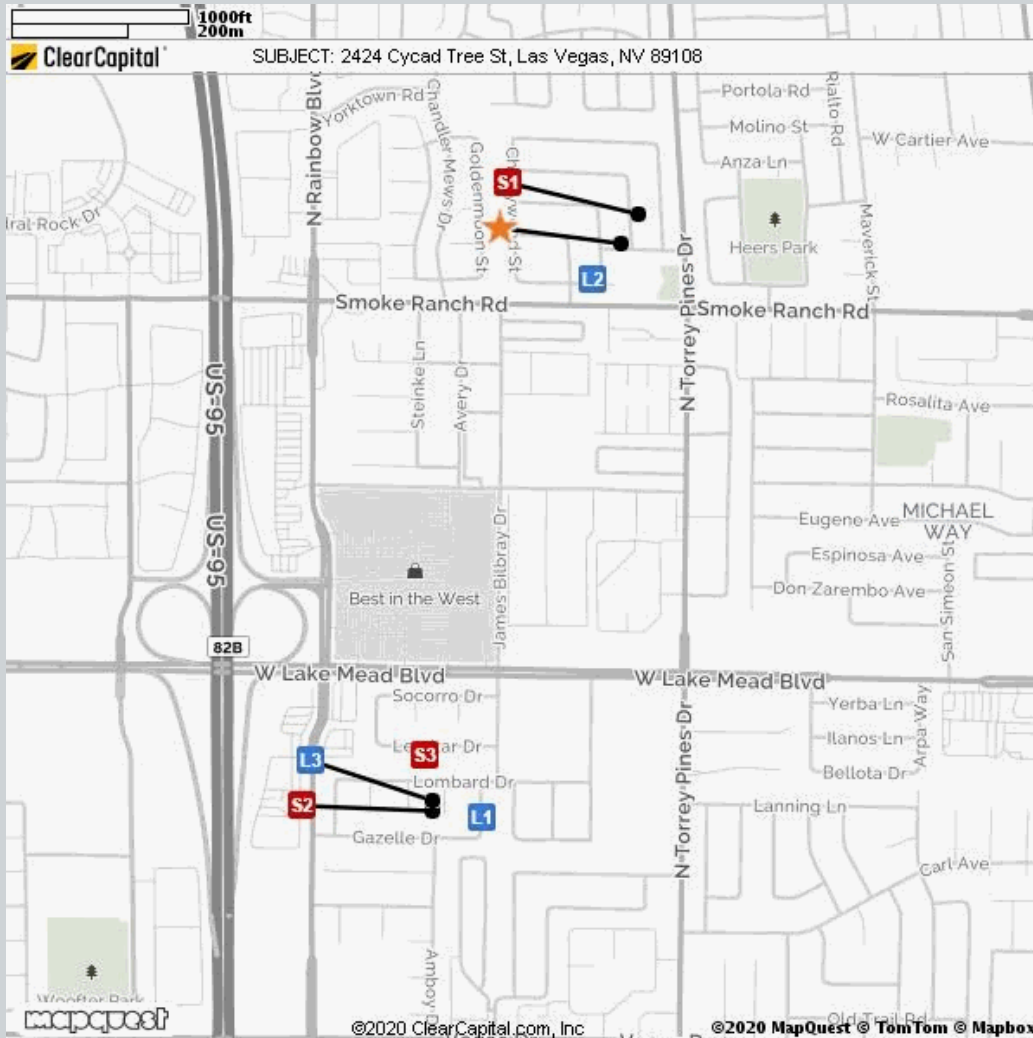 1000ft
200m
ClearCapital
SUBJECT: 2424 Cycad Tree St, Las Vegas, NV 89108
N Rainbow Blvd
Yorktown Rd
Chandler Mews Dr
Goldenmoon St
Portola Rd
Rialto Rd
Molino St
W Cartier Ave
Anza Ln
S1
Maverick St
Heers Park
L2
Smoke Ranch Rd
Smoke Ranch Rd
N Torrey Pines Dr
US-95
Steinke Ln
Avery Dr
Rosalita Ave
US-95
James Bilbray Dr
Eugene Ave
MICHAEL
WAY
Espinosa Ave
Don Zarembo Ave
San Simeon St
Best in the West
82B
W Lake Mead Blvd
W Lake Mead Blvd
Socorro Dr
Yerba Ln
Arpa Way
Ilanos Ln
S3
L3
Bellota Dr
Lombard Dr
N Torrey Pines Dr
S2
L1
Lanning Ln
Gazelle Dr
Carl Ave
Woofter Park
mapquest
©2020 ClearCapital.com, Inc
©2020 MapQuest © TomTom © Mapbox
Old Trail Rd